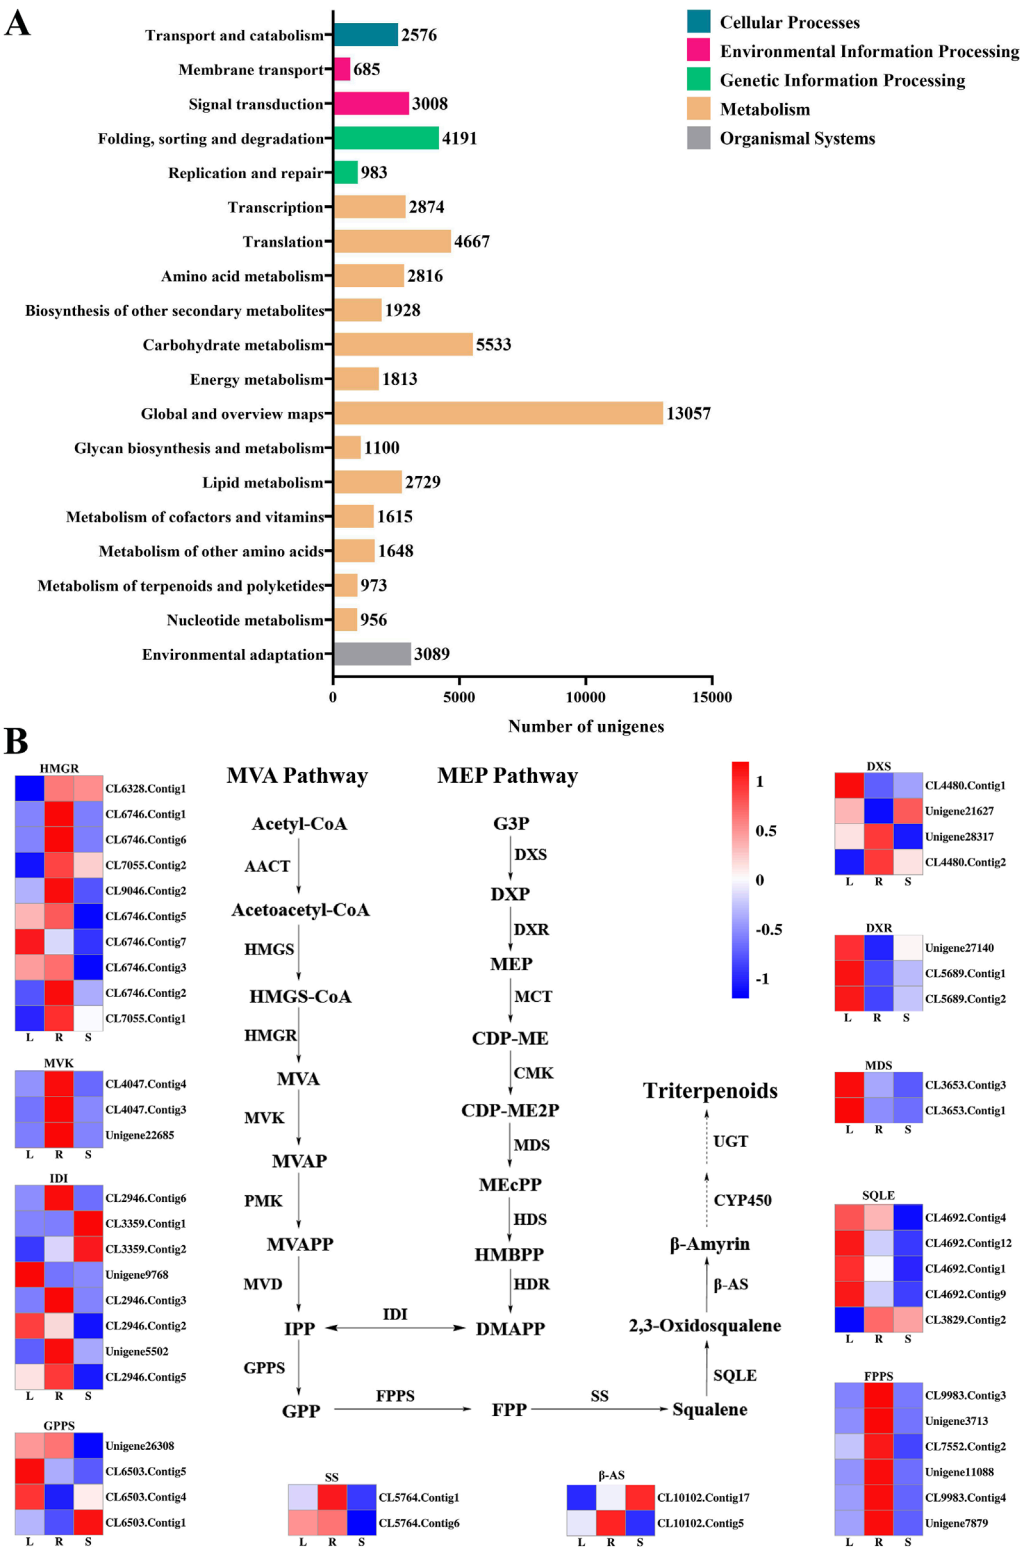 A
Transport and catabolism 2576
Membrane transport 685
Signal transduction 3008
Folding, sorting and degradation 4191
Replication and repair 983
Transcription 2874
Translation 4667
Amino acid metabolism 2816
Biosynthesis of other secondary metabolites 1928
Carbohydrate metabolism 5533
Energy metabolism 1813
Global and overview maps 13057
Glycan biosynthesis and metabolism 1100
Lipid metabolism 2729
Metabolism of cofactors and vitamins 1615
Metabolism of other amino acids 1648
Metabolism of terpenoids and polyketides 973
Nucleotide metabolism 956
Environmental adaptation 3089
0 5000 10000 15000
Number of unigenes
Cellular Processes
Environmental Information Processing
Genetic Information Processing
Metabolism
Organismal Systems
B
HMGR
CL6328.Contig1
CL6746.Contig1
CL6746.Contig6
CL7055.Contig2
CL9046.Contig2
CL6746.Contig5
CL6746.Contig7
CL6746.Contig3
CL6746.Contig2
CL7055.Contig1
L R S
MVK
CL4047.Contig4
CL4047.Contig3
Unigene22685
L R S
IDI
CL2946.Contig6
CL3359.Contig1
CL3359.Contig2
Unigene9768
CL2946.Contig3
CL2946.Contig2
Unigene5502
CL2946.Contig5
L R S
GPPS
Unigene26308
CL6503.Contig5
CL6503.Contig4
CL6503.Contig1
L R S
MVA Pathway
Acetyl-CoA
AACT
Acetoacetyl-CoA
HMGS
HMGS-CoA
HMGR
MVA
MVK
MVAP
PMK
MVAPP
MVD
IPP
GPPS
GPP
IDI
FPPS
MEP Pathway
G3P
DXS
DXP
DXR
MEP
MCT
CDP-ME
CMK
CDP-ME2P
MDS
MEcPP
HDS
HMBPP
HDR
DMAPP
FPP
SS
Triterpenoids
UGT
CYP450
β-Amyrin
β-AS
2,3-Oxidosqualene
SQLE
Squalene
1
0.5
0
-0.5
-1
SS
CL5764.Contig1
CL5764.Contig6
L R S
β-AS
CL10102.Contig17
CL10102.Contig5
L R S
DXS
CL4480.Contig1
Unigene21627
Unigene28317
CL4480.Contig2
L R S
DXR
Unigene27140
CL5689.Contig1
CL5689.Contig2
L R S
MDS
CL3653.Contig3
CL3653.Contig1
L R S
SQLE
CL4692.Contig4
CL4692.Contig12
CL4692.Contig1
CL4692.Contig9
CL3829.Contig2
L R S
FPPS
CL9983.Contig3
Unigene3713
CL7552.Contig2
Unigene11088
CL9983.Contig4
Unigene7879
L R S